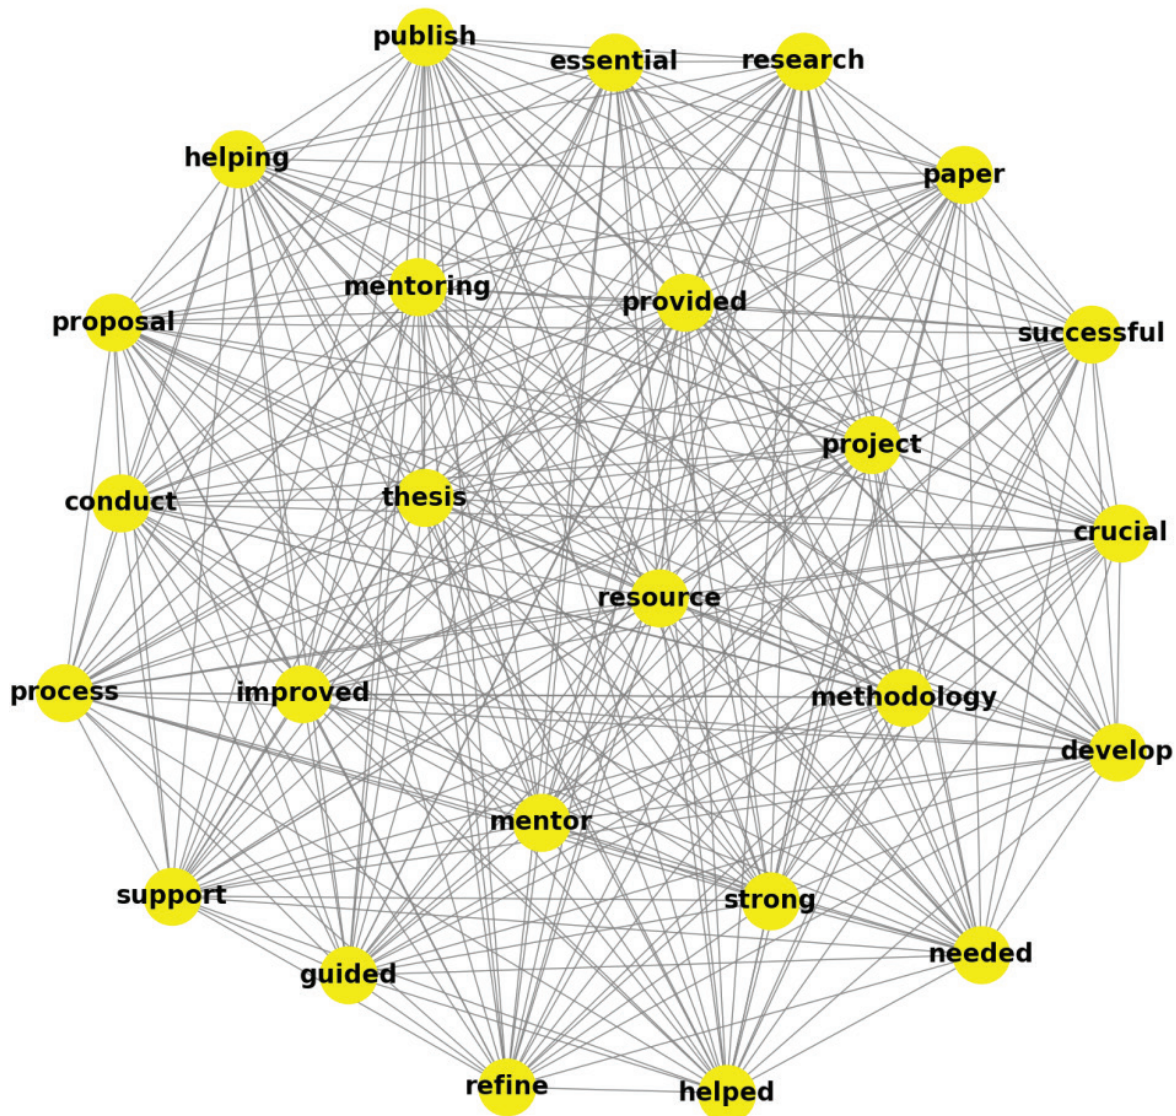 publish
essential
research
helping
paper
mentoring
provided
proposal
successful
project
conduct
thesis
crucial
resource
process
improved
methodology
develop
mentor
support
strong
guided
needed
refine
helped